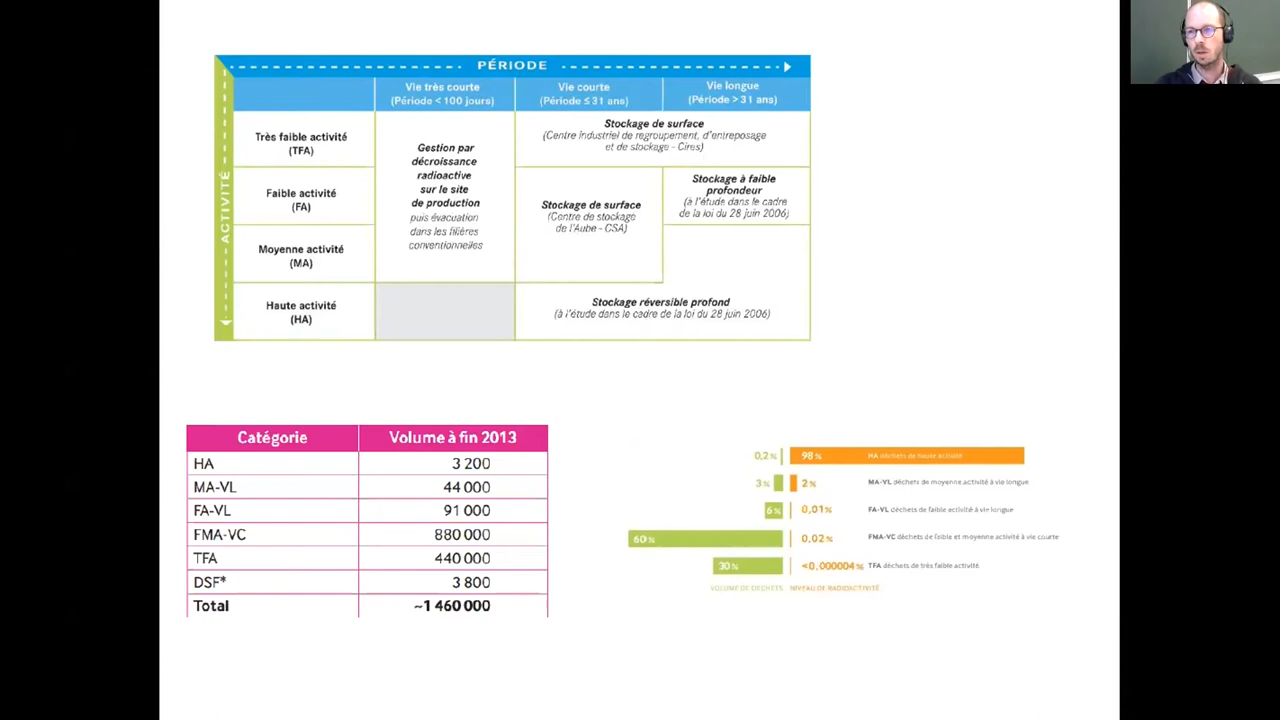 PÉRIODE
Vie très courte
(Période < 100 jours)
Vie courte
(Période ≤ 31 ans)
Vie longue
(Période > 31 ans)
ACTIVITÉ
Très faible activité
(TFA)
Gestion par
décroissance
radioactive
sur le site
de production
puis évacuation
dans les filières
conventionnelles
Stockage de surface
(Centre industriel de regroupement, d'entreposage
et de stockage - Cires)
Faible activité
(FA)
Stockage de surface
(Centre de stockage
de l'Aube - CSA)
Stockage à faible
profondeur
(à l'étude dans le cadre
de la loi du 28 juin 2006)
Moyenne activité
(MA)
Haute activité
(HA)
Stockage réversible profond
(à l'étude dans le cadre de la loi du 28 juin 2006)
Catégorie Volume à fin 2013
HA 3 200
MA-VL 44 000
FA-VL 91 000
FMA-VC 880 000
TFA 440 000
DSF* 3 800
Total ~1 460 000
0,2 % 98 % HA déchets de haute activité
3 % 2 % MA-VL déchets de moyenne activité à vie longue
6 % 0,01 % FA-VL déchets de faible activité à vie longue
60 % 0,02 % FMA-VC déchets de faible et moyenne activité à vie courte
30 % <0,000004 % TFA déchets de très faible activité
VOLUME DE DÉCHETS NIVEAU DE RADIOACTIVITÉ